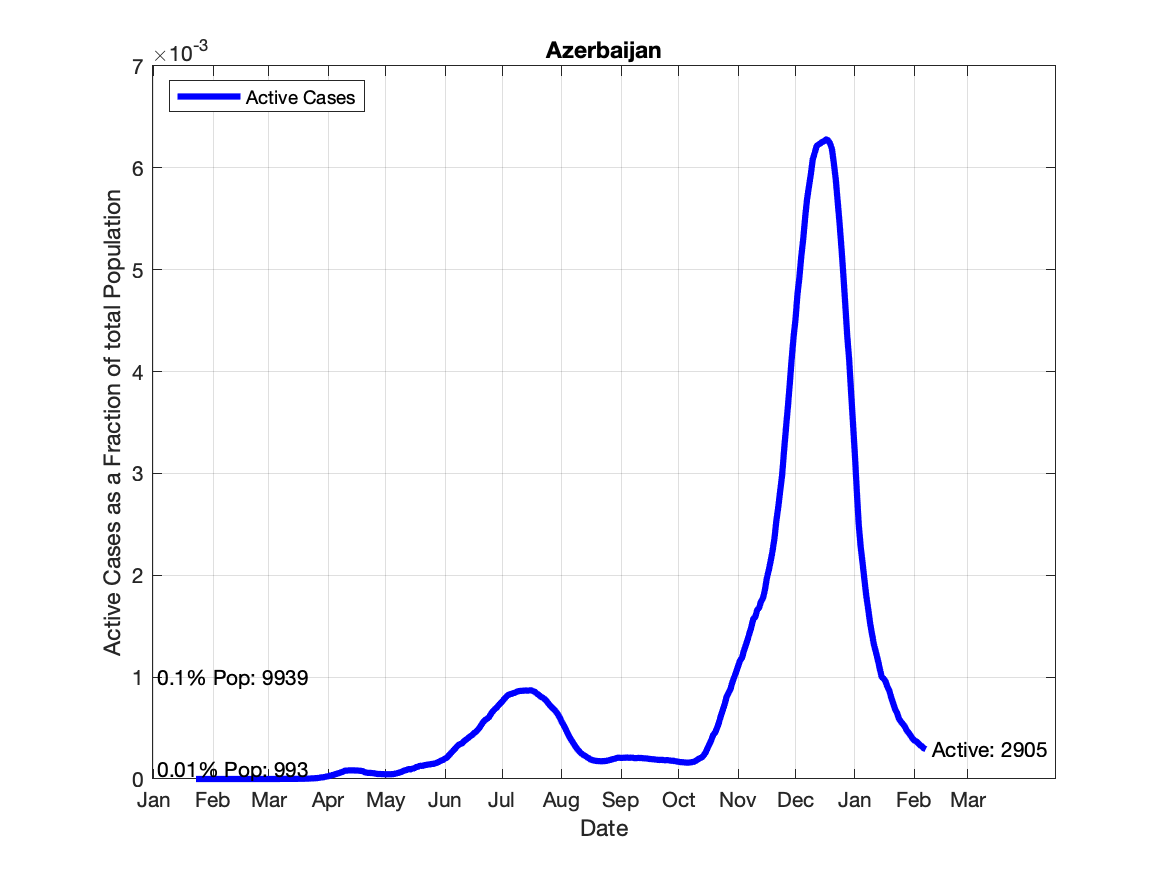 Azerbaijan
×10-3
7
6
5
4
3
2
1
0
Active Cases as a Fraction of total Population
Active Cases
0.1% Pop: 9939
0.01% Pop: 993
Active: 2905
Jan Feb Mar Apr May Jun Jul Aug Sep Oct Nov Dec Jan Feb Mar
Date